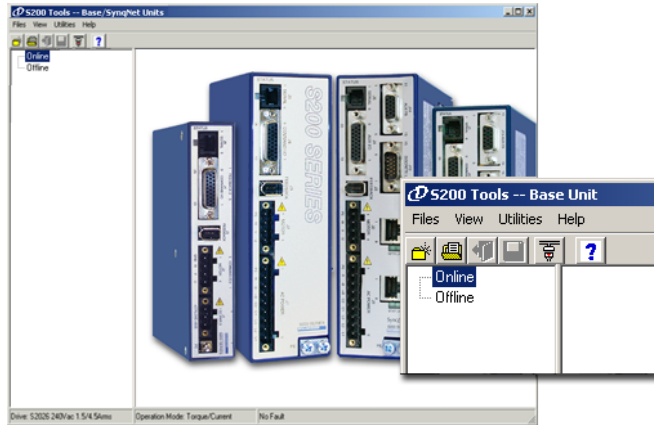 S200 Tools -- Base/SynqNet Units
Files View Utilities Help
?
Online
Offline
S200 SERIES
S200 Tools -- Base Unit
Files View Utilities Help
?
Online
Offline
Drive: S2026 240Vac 1.5/4.5Arms
Operation Mode: Torque/Current
No Fault